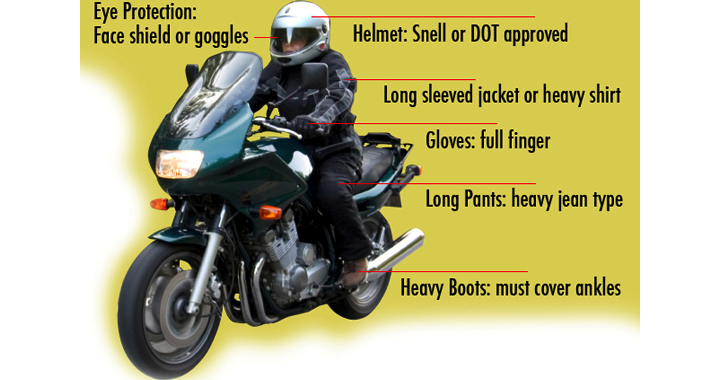 Eye Protection:
Face shield or goggles
Helmet: Snell or DOT approved
Long sleeved jacket or heavy shirt
Gloves: full finger
Long Pants: heavy jean type
Heavy Boots: must cover ankles